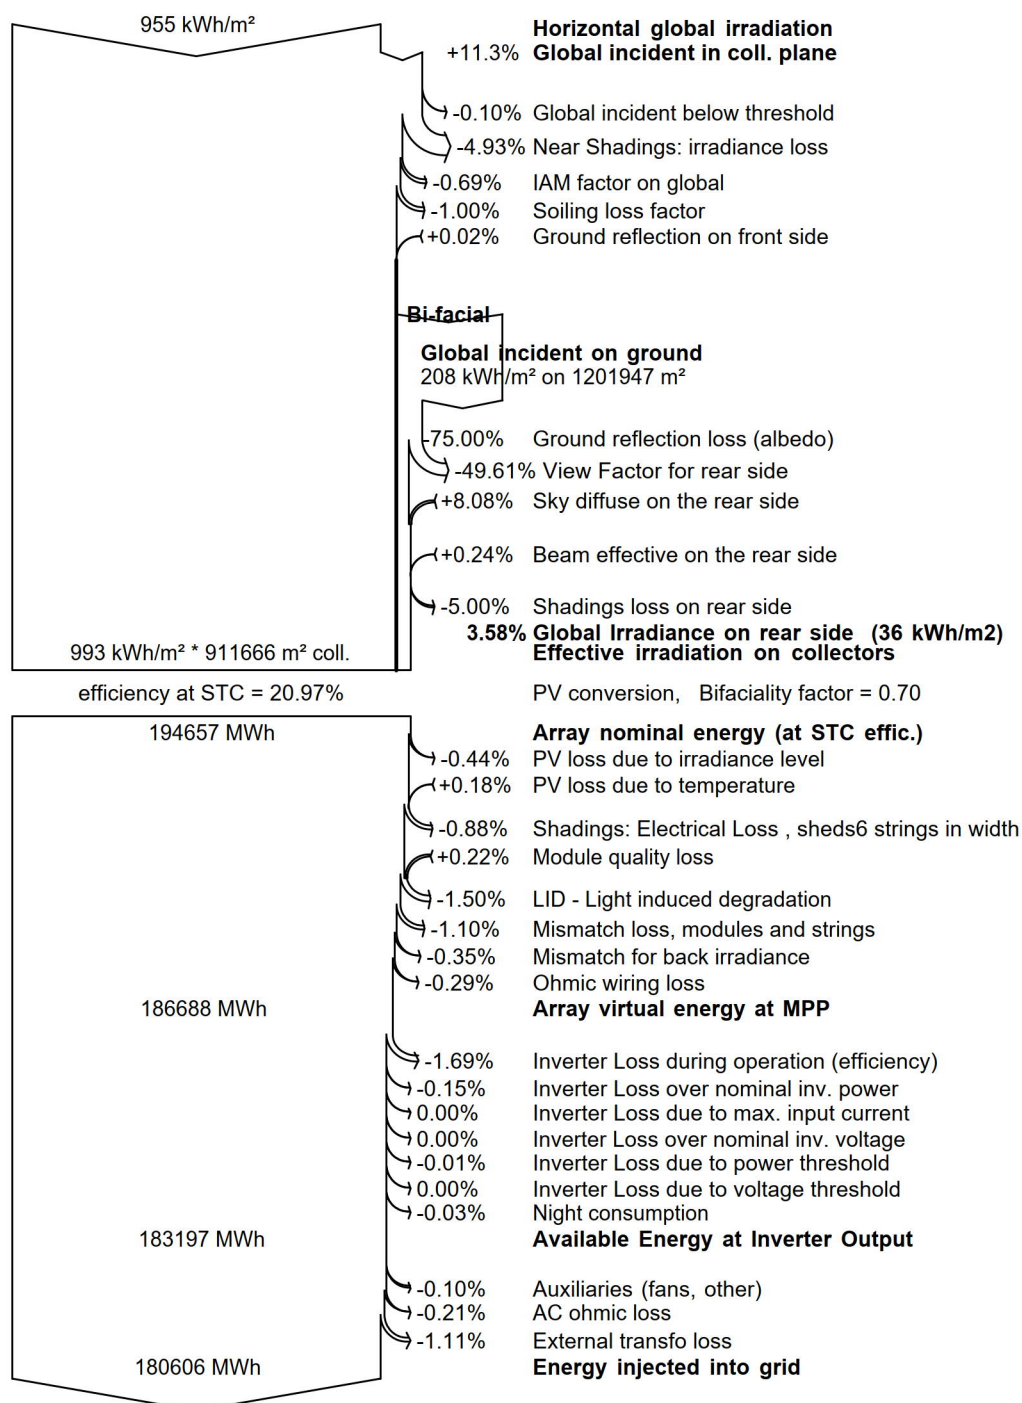 955 kWh/m² Horizontal global irradiation
+11.3% Global incident in coll. plane
-0.10% Global incident below threshold
-4.93% Near Shadings: irradiance loss
-0.69% IAM factor on global
-1.00% Soiling loss factor
+0.02% Ground reflection on front side
Bi-facial
Global incident on ground
208 kWh/m² on 1201947 m²
-75.00% Ground reflection loss (albedo)
-49.61% View Factor for rear side
+8.08% Sky diffuse on the rear side
+0.24% Beam effective on the rear side
-5.00% Shadings loss on rear side
3.58% Global Irradiance on rear side (36 kWh/m2)
993 kWh/m² * 911666 m² coll. Effective irradiation on collectors
efficiency at STC = 20.97% PV conversion, Bifaciality factor = 0.70
194657 MWh Array nominal energy (at STC effic.)
-0.44% PV loss due to irradiance level
+0.18% PV loss due to temperature
-0.88% Shadings: Electrical Loss , sheds6 strings in width
+0.22% Module quality loss
-1.50% LID - Light induced degradation
-1.10% Mismatch loss, modules and strings
-0.35% Mismatch for back irradiance
-0.29% Ohmic wiring loss
186688 MWh Array virtual energy at MPP
-1.69% Inverter Loss during operation (efficiency)
-0.15% Inverter Loss over nominal inv. power
0.00% Inverter Loss due to max. input current
0.00% Inverter Loss over nominal inv. voltage
-0.01% Inverter Loss due to power threshold
0.00% Inverter Loss due to voltage threshold
-0.03% Night consumption
183197 MWh Available Energy at Inverter Output
-0.10% Auxiliaries (fans, other)
-0.21% AC ohmic loss
-1.11% External transfo loss
180606 MWh Energy injected into grid